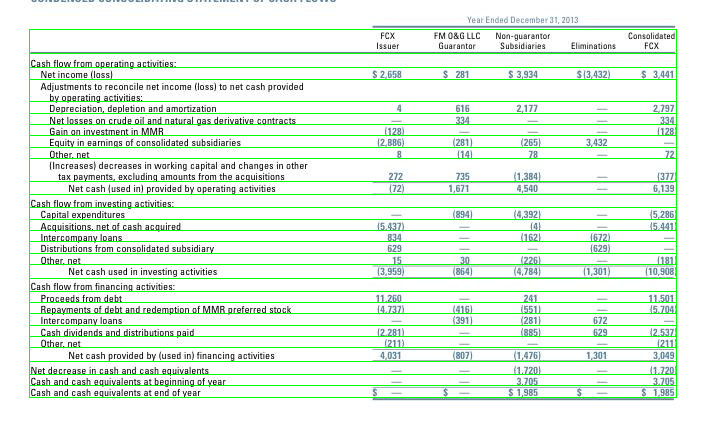 CONDENSED CONSOLIDATING STATEMENT OF CASH FLOWS
Year Ended December 31, 2013
FCX Issuer FM O&G LLC Guarantor Non-guarantor Subsidiaries Eliminations Consolidated FCX
Cash flow from operating activities:
Net income (loss) $ 2,658 $ 281 $ 3,934 $ (3,432) $ 3,441
Adjustments to reconcile net income (loss) to net cash provided
by operating activities:
Depreciation, depletion and amortization 4 616 2,177 — 2,797
Net losses on crude oil and natural gas derivative contracts — 334 — — 334
Gain on investment in MMR (128) — — — (128)
Equity in earnings of consolidated subsidiaries (2,886) (281) (265) 3,432 —
Other, net 8 (14) 78 — 72
(Increases) decreases in working capital and changes in other
tax payments, excluding amounts from the acquisitions 272 735 (1,384) — (377)
Net cash (used in) provided by operating activities (72) 1,671 4,540 — 6,139
Cash flow from investing activities:
Capital expenditures — (894) (4,392) — (5,286)
Acquisitions, net of cash acquired (5,437) — (4) — (5,441)
Intercompany loans 834 — (162) (672) —
Distributions from consolidated subsidiary 629 — — (629) —
Other, net 15 30 (226) — (181)
Net cash used in investing activities (3,959) (864) (4,784) (1,301) (10,908)
Cash flow from financing activities:
Proceeds from debt 11,260 — 241 — 11,501
Repayments of debt and redemption of MMR preferred stock (4,737) (416) (551) — (5,704)
Intercompany loans — (391) (281) 672 —
Cash dividends and distributions paid (2,281) — (885) 629 (2,537)
Other, net (211) — — — (211)
Net cash provided by (used in) financing activities 4,031 (807) (1,476) 1,301 3,049
Net decrease in cash and cash equivalents — — (1,720) — (1,720)
Cash and cash equivalents at beginning of year — — 3,705 — 3,705
Cash and cash equivalents at end of year $ — $ — $ 1,985 $ — $ 1,985